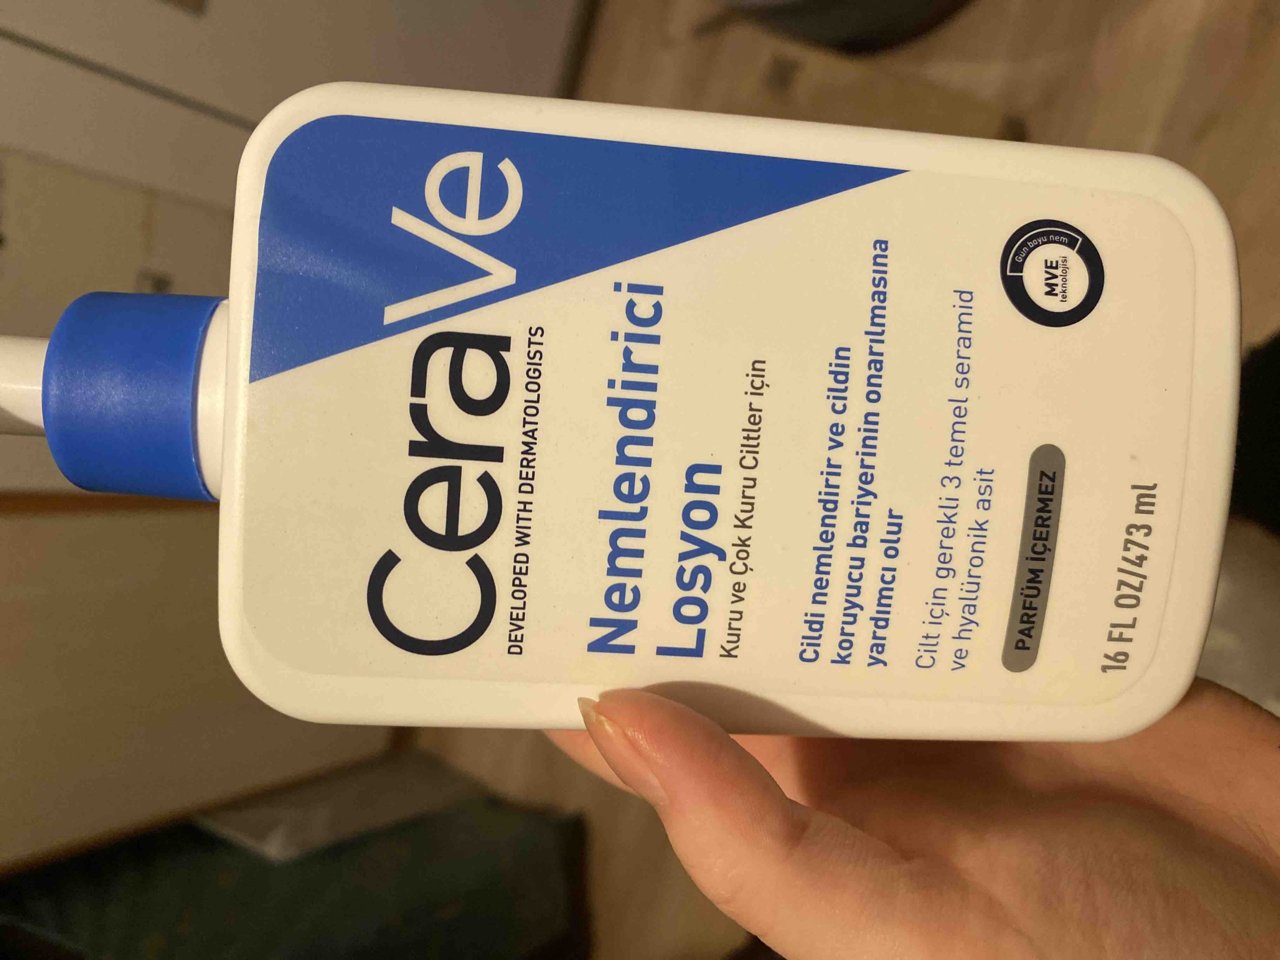 CeraVe
DEVELOPED WITH DERMATOLOGISTS
Nemlendirici
Losyon
Kuru ve Çok Kuru Ciltler için
Cildi nemlendirir ve cildin
koruyucu bariyerinin onarılmasına
yardımcı olur
Cilt için gerekli 3 temel seramid
ve hyalüronik asit
PARFÜM İÇERMEZ
Gün boyu nem
MVE
teknolojisi
16 FL OZ/473 ml